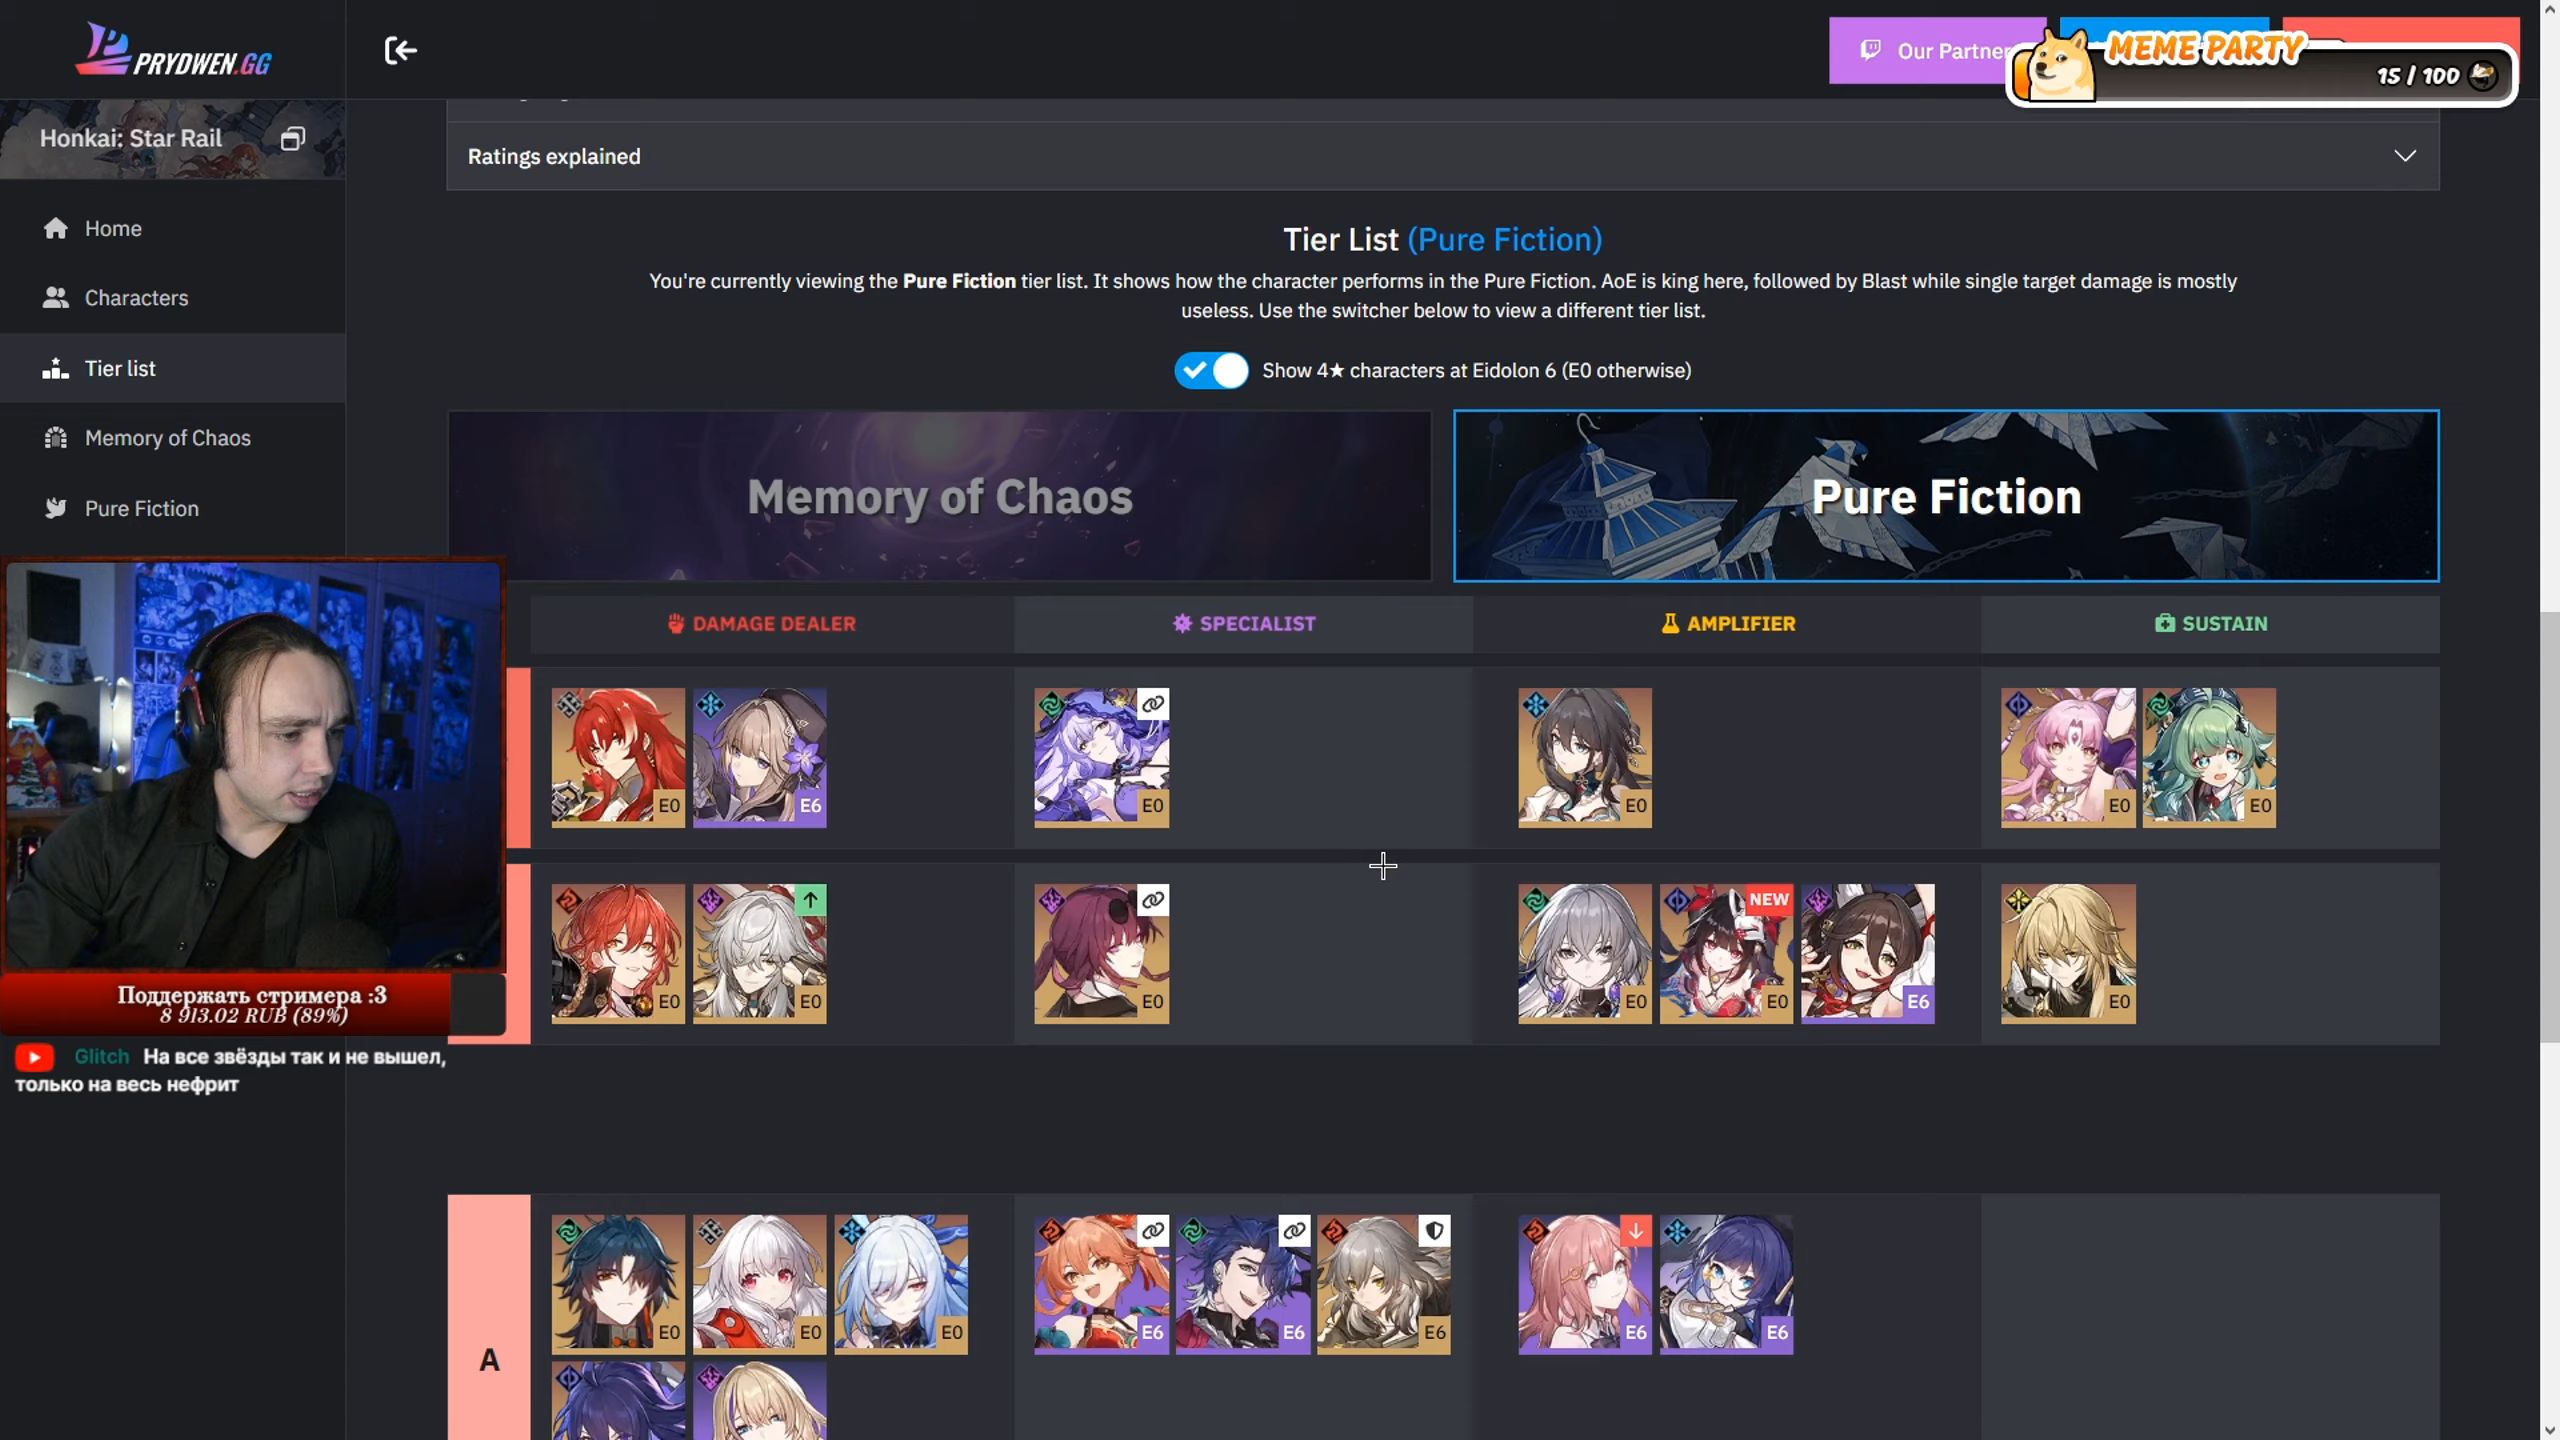 PRYDWEN.GG
Our Partner
MEME PARTY
15 / 100
Honkai: Star Rail
Home
Characters
Tier list
Memory of Chaos
Pure Fiction
Ratings explained
Tier List (Pure Fiction)
You're currently viewing the Pure Fiction tier list. It shows how the character performs in the Pure Fiction. AoE is king here, followed by Blast while single target damage is mostly
useless. Use the switcher below to view a different tier list.
Show 4★ characters at Eidolon 6 (E0 otherwise)
Memory of Chaos
Pure Fiction
DAMAGE DEALER
SPECIALIST
AMPLIFIER
SUSTAIN
E0
E6
E0
E0
E0
E0
NEW
E0
E0
E0
E0
E0
E6
E0
Поддержать стримера :3
8 913.02 RUB (89%)
Glitch На все звёзды так и не вышел,
только на весь нефрит
A
E0
E0
E0
E6
E6
E6
E6
E6